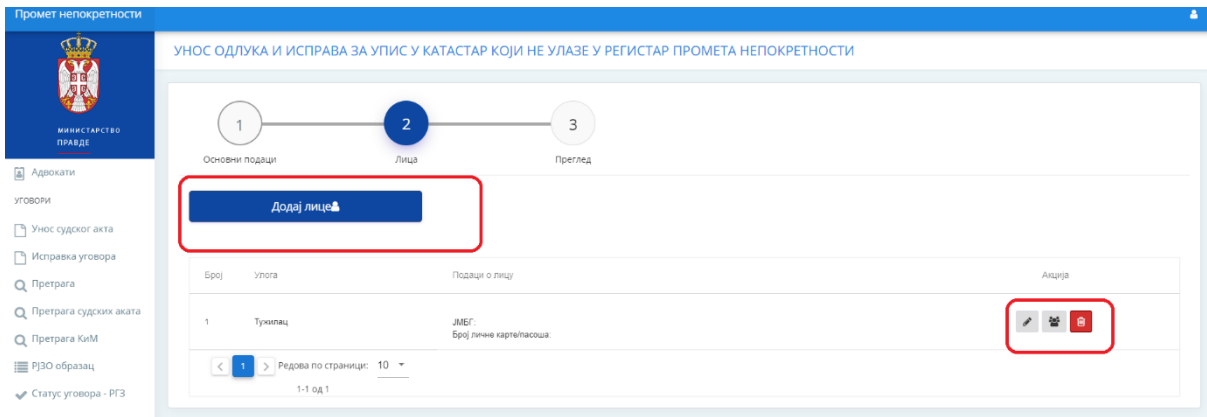 Промет непокретности
УНОС ОДЛУКА И ИСПРАВА ЗА УПИС У КАТАСТАР КОЈИ НЕ УЛАЗЕ У РЕГИСТАР ПРОМЕТА НЕПОКРЕТНОСТИ
МИНИСТАРСТВО
ПРАВДЕ
Адвокати
УГОВОРИ
Унос судског акта
Исправка уговора
Претрага
Претрага судских аката
Претрага КиМ
РЈЗО образац
Статус уговора - РГЗ
1
2
3
Основни подаци
Лица
Преглед
Додај лице
Број
Улога
Подаци о лицу
Акција
1
Тужилац
ЈМБГ:
Број личне карте/пасоша:
1
Редова по страници:
10
1-1 од 1